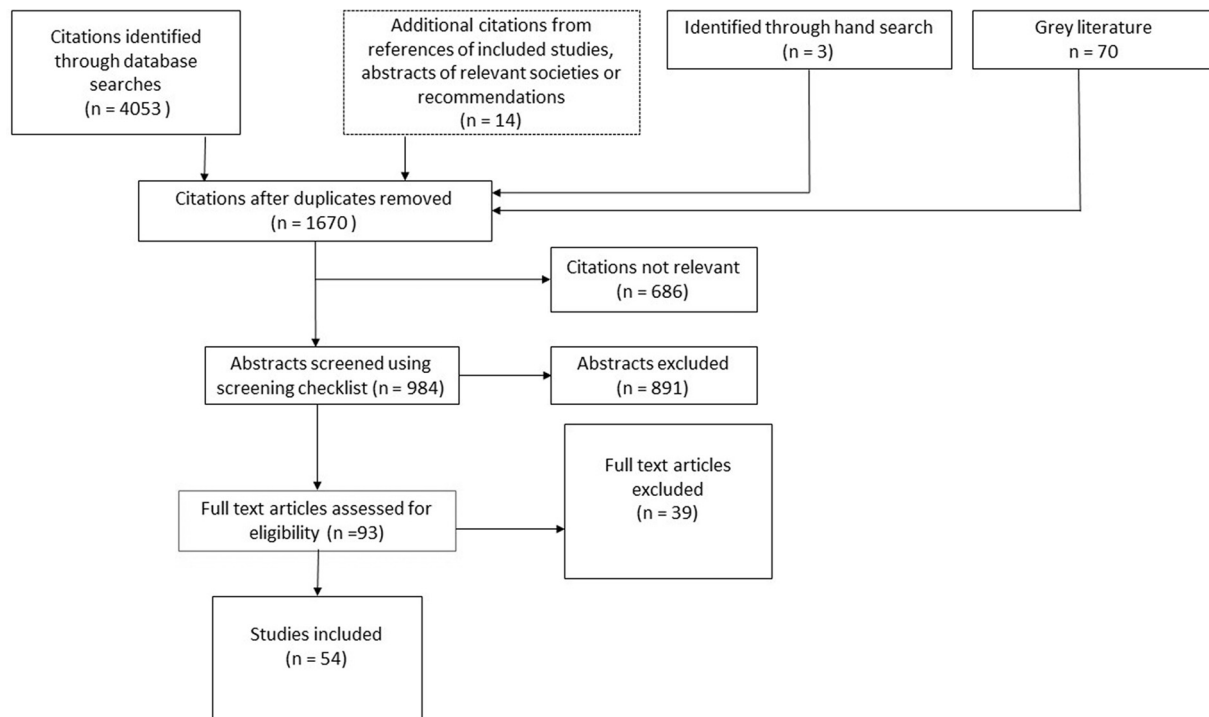 Citations identified
through database
searches
(n = 4053 )
Additional citations from
references of included studies,
abstracts of relevant societies or
recommendations
(n = 14)
Identified through hand search
(n = 3)
Grey literature
n = 70
Citations after duplicates removed
(n = 1670 )
Citations not relevant
(n = 686)
Abstracts screened using
screening checklist (n = 984)
Abstracts excluded
(n = 891)
Full text articles assessed for
eligibility (n =93)
Full text articles
excluded
(n = 39)
Studies included
(n = 54)